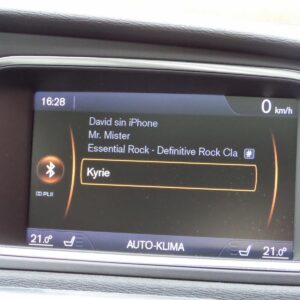 16:28
0 km/h
David sin iPhone
Mr. Mister
Essential Rock - Definitive Rock Cla #
Kyrie
21.0° AUTO-KLIMA 21.0°